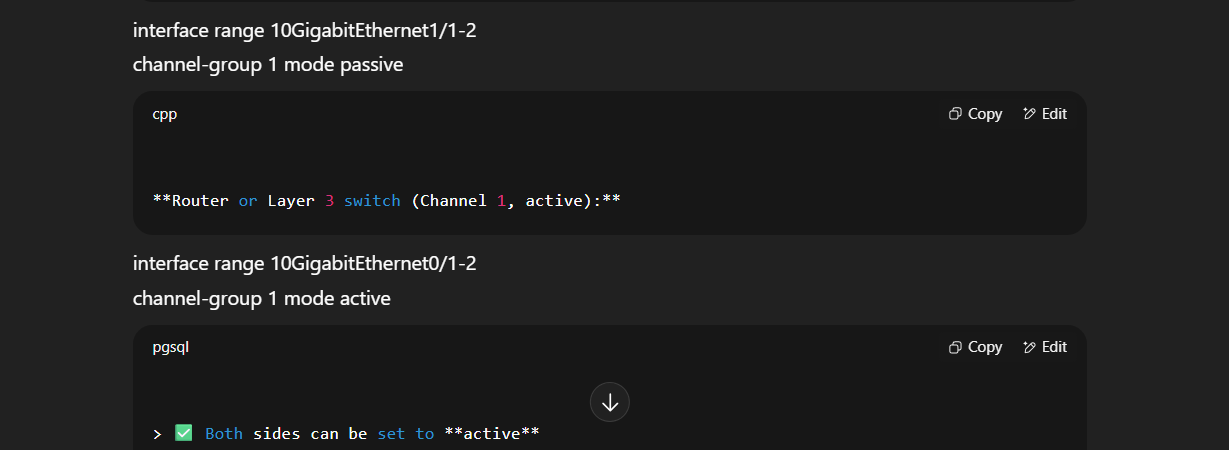 interface range 10GigabitEthernet1/1-2
channel-group 1 mode passive
cpp Copy Edit
**Router or Layer 3 switch (Channel 1, active):**
interface range 10GigabitEthernet0/1-2
channel-group 1 mode active
pgsql Copy Edit
> ✅ Both sides can be set to **active**